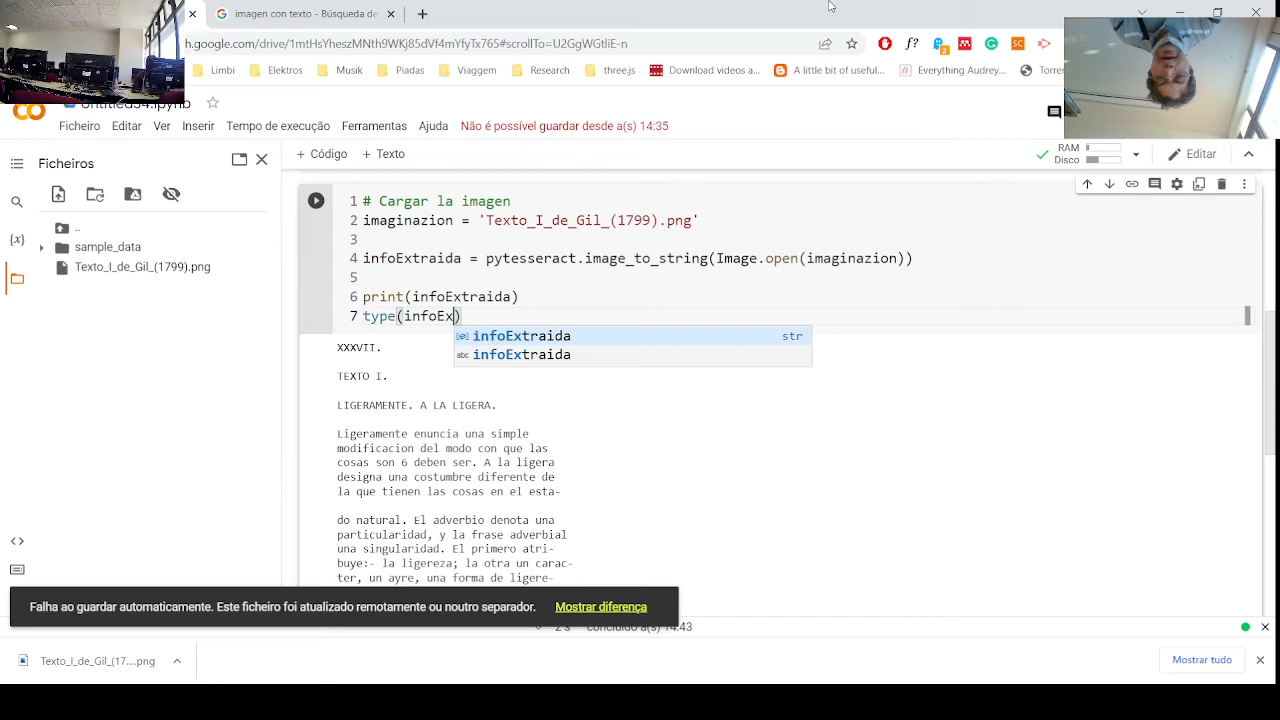 imagen con texto - Búsqueda de
h.google.com/drive/1mtHsYheszMNth9WKj85dVf4mYfyTx765#scrollTo=U2GgWGtliE-n
Limbi Elektros Musik Piadas Viaggem Research three.js Download videos a... A little bit of useful... Everything Audrey... Torre
Untitled34.ipynb
Ficheiro Editar Ver Inserir Tempo de execução Ferramentas Ajuda Não é possível guardar desde a(s) 14:35
Ficheiros
+ Código + Texto
RAM
Disco
Editar
..
sample_data
Texto_I_de_Gil_(1799).png
1 # Cargar la imagen
2 imaginazion = 'Texto_I_de_Gil_(1799).png'
3
4 infoExtraida = pytesseract.image_to_string(Image.open(imaginazion))
5
6 print(infoExtraida)
7 type(infoEx)
infoExtraida str
abc infoExtraida
XXXVII.
TEXTO I.
LIGERAMENTE. A LA LIGERA.
Ligeramente enuncia una simple
modificacion del modo con que las
cosas son 6 deben ser. A la ligera
designa una costumbre diferente de
la que tienen las cosas en el esta-
do natural. El adverbio denota una
particularidad, y la frase adverbial
una singularidad. El primero atri-
buye:- la ligereza; la otra un carac-
ter, un ayre, una forma de ligere-
Falha ao guardar automaticamente. Este ficheiro foi atualizado remotamente ou noutro separador. Mostrar diferença
2 s concluído a(s) 14:43
Texto_I_de_Gil_(17....png
Mostrar tudo